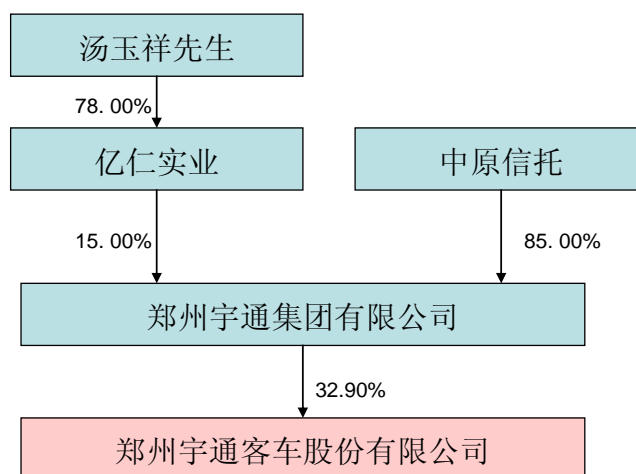 汤玉祥先生
78.00%
亿仁实业
中原信托
15.00%
85.00%
郑州宇通集团有限公司
32.90%
郑州宇通客车股份有限公司